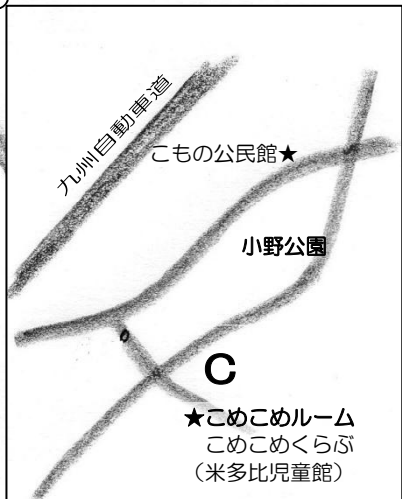 九州自動車道
こもの公民館★
小野公園
C
★こめこめルーム
こめこめくらぶ
（米多比児童館）